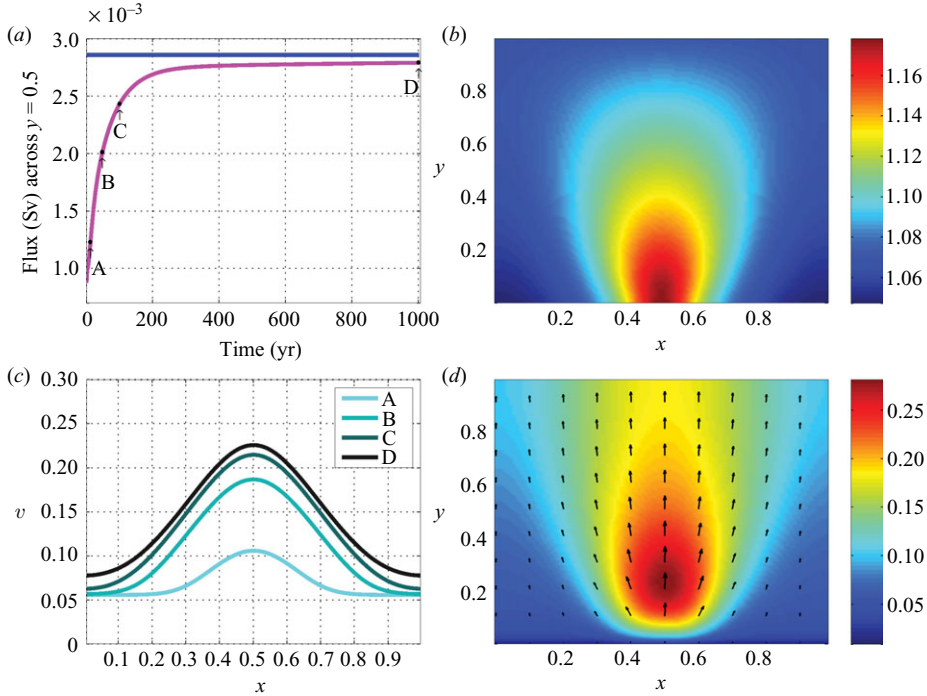 × 10⁻³
(a)
3.0
2.5
2.0
1.5
1.0
Flux (Sv) across y = 0.5
A
B
C
D
0
200
400
600
800
1000
Time (yr)
(b)
y
0.8
0.6
0.4
0.2
0.2
0.4
0.6
0.8
x
1.16
1.14
1.12
1.10
1.08
1.06
(c)
0.30
0.25
0.20
0.15
0.10
0.05
0
v
A
B
C
D
0.1
0.2
0.3
0.4
0.5
0.6
0.7
0.8
0.9
x
(d)
y
0.8
0.6
0.4
0.2
0.2
0.4
0.6
0.8
x
0.25
0.20
0.15
0.10
0.05